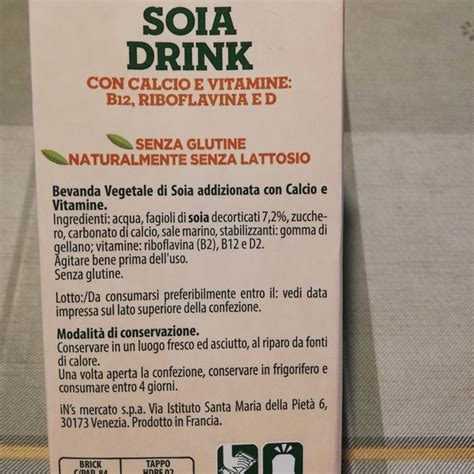 SOIA
DRINK
CON CALCIO E VITAMINE:
B12, RIBOFLAVINA E D
SENZA GLUTINE
NATURALMENTE SENZA LATTOSIO
Bevanda Vegetale di Soia addizionata con Calcio e
Vitamine.
Ingredienti: acqua, fagioli di soia decorticati 7,2%, zucche-
ro, carbonato di calcio, sale marino, stabilizzanti: gomma di
gellano; vitamine: riboflavina (B2), B12 e D2.
Agitare bene prima dell'uso.
Senza glutine.
Lotto:/Da consumarsi preferibilmente entro il: vedi data
impressa sul lato superiore della confezione.
Modalità di conservazione.
Conservare in un luogo fresco ed asciutto, al riparo da fonti
di calore.
Una volta aperta la confezione, conservare in frigorifero e
consumare entro 4 giorni.
iN's mercato s.p.a. Via Istituto Santa Maria della Pietà 6,
30173 Venezia. Prodotto in Francia.
BRICK TAPPO
C/PAP 84 HDPE 02